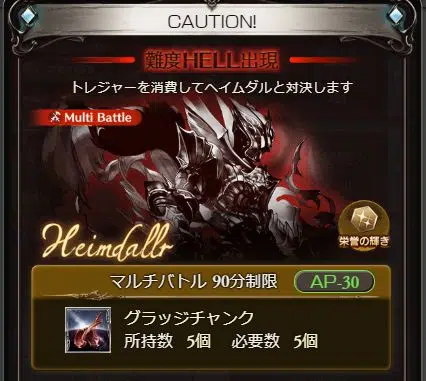 CAUTION!
難度HELL出現
トレジャーを消費してヘイムダルと対決します
Multi Battle
Heimdallr
栄誉の輝き
マルチバトル 90分制限 AP-30
グラッジチャンク
所持数 5個 必要数 5個